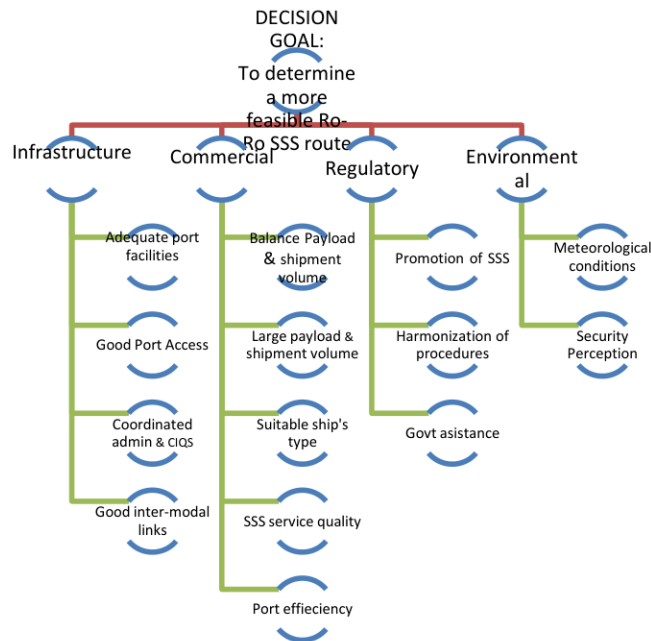 DECISION
GOAL:
To determine
a more
feasible Ro-
Ro SSS route
Infrastructure
Commercial
Regulatory
Environment
al
Adequate port
facilities
Good Port Access
Coordinated
admin & CIQS
Good inter-modal
links
Balance Payload
& shipment
volume
Large payload &
shipment volume
Suitable ship's
type
SSS service quality
Port effieciency
Promotion of SSS
Harmonization of
procedures
Govt asistance
Meteorological
conditions
Security
Perception